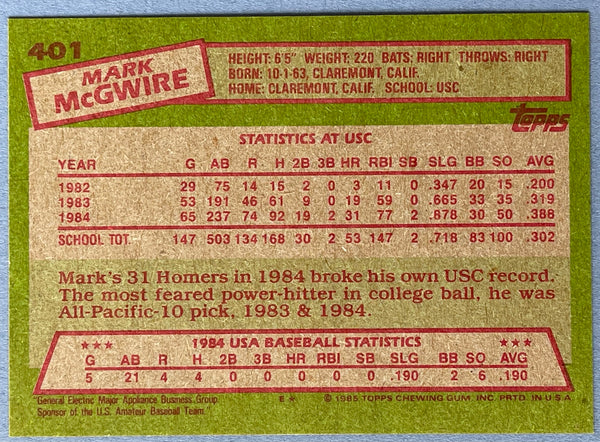 401
MARK
McGWIRE
HEIGHT: 6'5" WEIGHT: 220 BATS: RIGHT THROWS: RIGHT
BORN: 10-1-63, CLAREMONT, CALIF.
HOME: CLAREMONT, CALIF. SCHOOL: USC
TOPPS
STATISTICS AT USC
YEAR G AB R H 2B 3B HR RBI SB SLG BB SO AVG
1982 29 75 14 15 2 0 3 11 0 .347 20 15 .200
1983 53 191 46 61 9 0 19 59 0 .665 33 35 .319
1984 65 237 74 92 19 2 31 77 2 .878 30 50 .388
SCHOOL TOT. 147 503 134 168 30 2 53 147 2 .718 83 100 .302
Mark's 31 Homers in 1984 broke his own USC record.
The most feared power-hitter in college ball, he was
All-Pacific-10 pick, 1983 & 1984.
★★★ 1984 USA BASEBALL STATISTICS ★★★
G AB R H 2B 3B HR RBI SB SLG BB SO AVG
5 21 4 4 0 0 0 0 0 .190 2 6 .190
General Electric Major Appliance Business Group
Sponsor of the U.S. Amateur Baseball Team.
E★ © 1985 TOPPS CHEWING GUM, INC. PRTD. IN U.S.A.